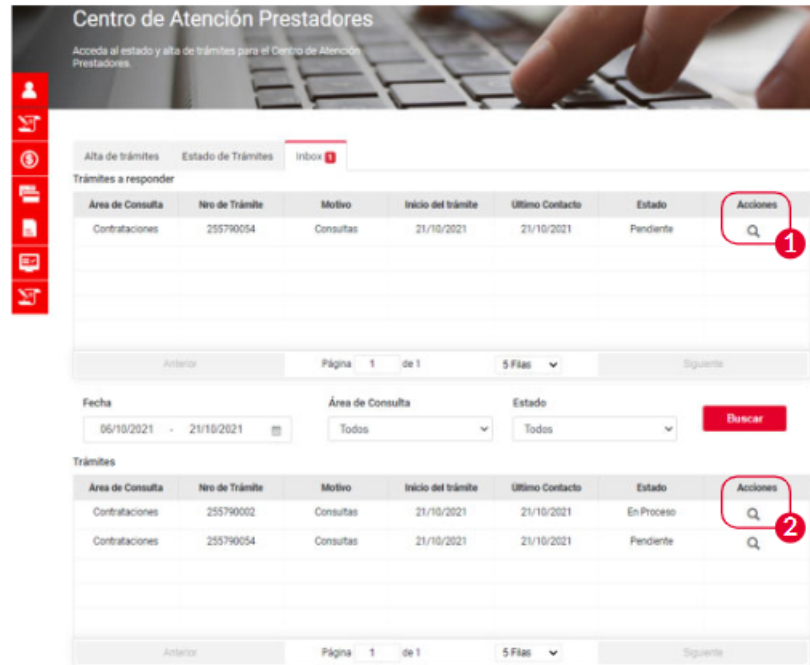 Centro de Atención Prestadores
Acceda al estado y alta de trámites para el Centro de Atención
Prestadores.
Alta de trámites Estado de Trámites Inbox 1
Trámites a responder
Área de Consulta Nro de Trámite Motivo Inicio del trámite Último Contacto Estado Acciones
Contrataciones 255790054 Consultas 21/10/2021 21/10/2021 Pendiente
1
Anterior Página 1 de 1 5 Filas Siguiente
Fecha Área de Consulta Estado
06/10/2021 - 21/10/2021 Todos Todos Buscar
Trámites
Área de Consulta Nro de Trámite Motivo Inicio del trámite Último Contacto Estado Acciones
Contrataciones 255790002 Consultas 21/10/2021 21/10/2021 En Proceso
2
Contrataciones 255790054 Consultas 21/10/2021 21/10/2021 Pendiente
Anterior Página 1 de 1 5 Filas Siguiente